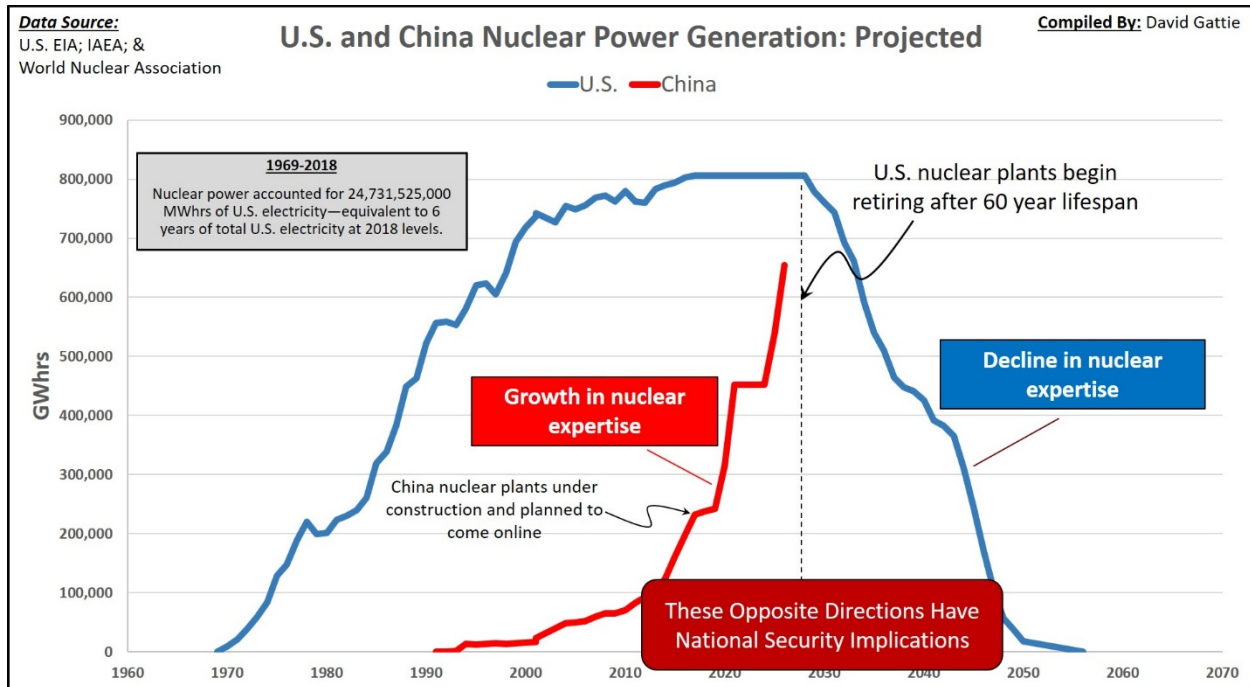 Data Source:
U.S. EIA; IAEA; &
World Nuclear Association
U.S. and China Nuclear Power Generation: Projected
Compiled By: David Gattie
U.S.
China
GWhrs
900,000
800,000
700,000
600,000
500,000
400,000
300,000
200,000
100,000
0
1969-2018
Nuclear power accounted for 24,731,525,000
MWhrs of U.S. electricity—equivalent to 6
years of total U.S. electricity at 2018 levels.
U.S. nuclear plants begin
retiring after 60 year lifespan
Growth in nuclear
expertise
Decline in nuclear
expertise
China nuclear plants under
construction and planned to
come online
These Opposite Directions Have
National Security Implications
1960
1970
1980
1990
2000
2010
2020
2030
2040
2050
2060
2070